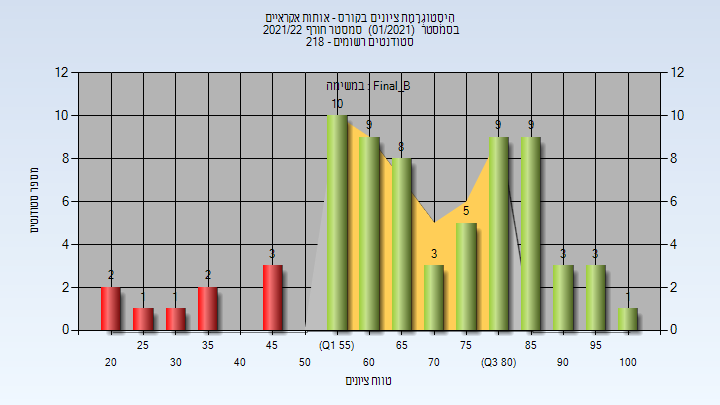 היסטוגרמת ציונים בקורס - אותות אקראיים
בסמסטר (01/2021) סמסטר חורף 2021/22
סטודנטים רשומים - 218
במשימה : Final_B
מספר סטודנטים
12 12
10 10
8 8
6 6
4 4
2 2
0 0
2 1 1 2 3 10 9 8 3 5 9 9 3 3 1
25 35 45 (Q1 55) 65 75 85 95
20 30 40 50 60 70 (Q3 80) 90 100
טווח ציונים